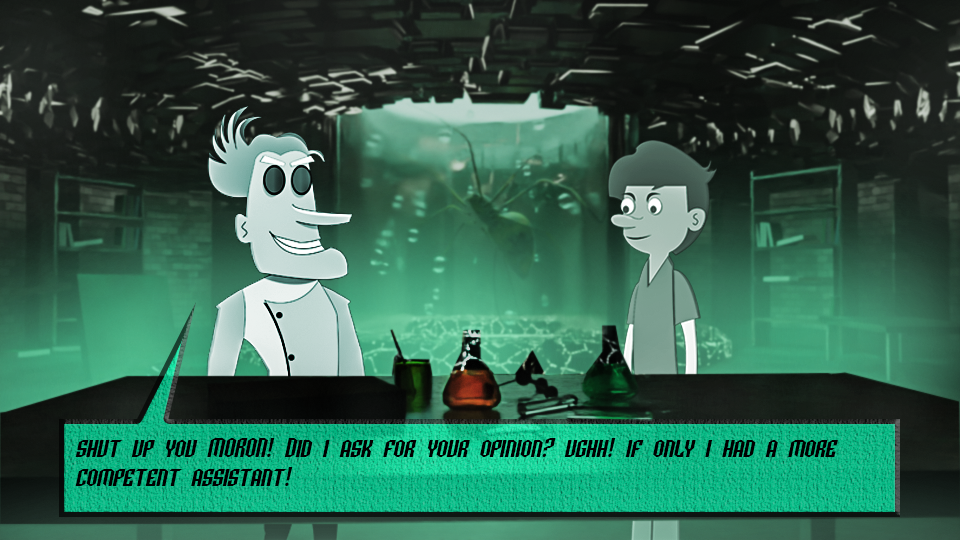 SHUT UP YOU MORON! DID I ASK FOR YOUR OPINION? UGHH! IF ONLY I HAD A MORE
COMPETENT ASSISTANT!